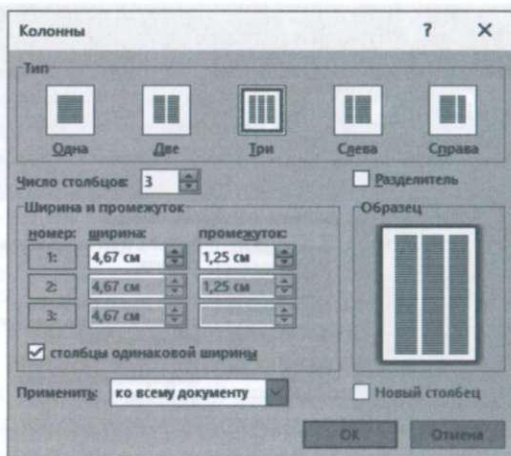 Колонны ? ×
Тип
Одна Две Три Слева Справа
Число столбцов: 3 Разделитель
Ширина и промежуток Образец
номер: ширина: промежуток:
1: 4,67 см 1,25 см
2: 4,67 см 1,25 см
3: 4,67 см
столбцы одинаковой ширины
Применить: ко всему документу Новый столбец
ОК Отмена